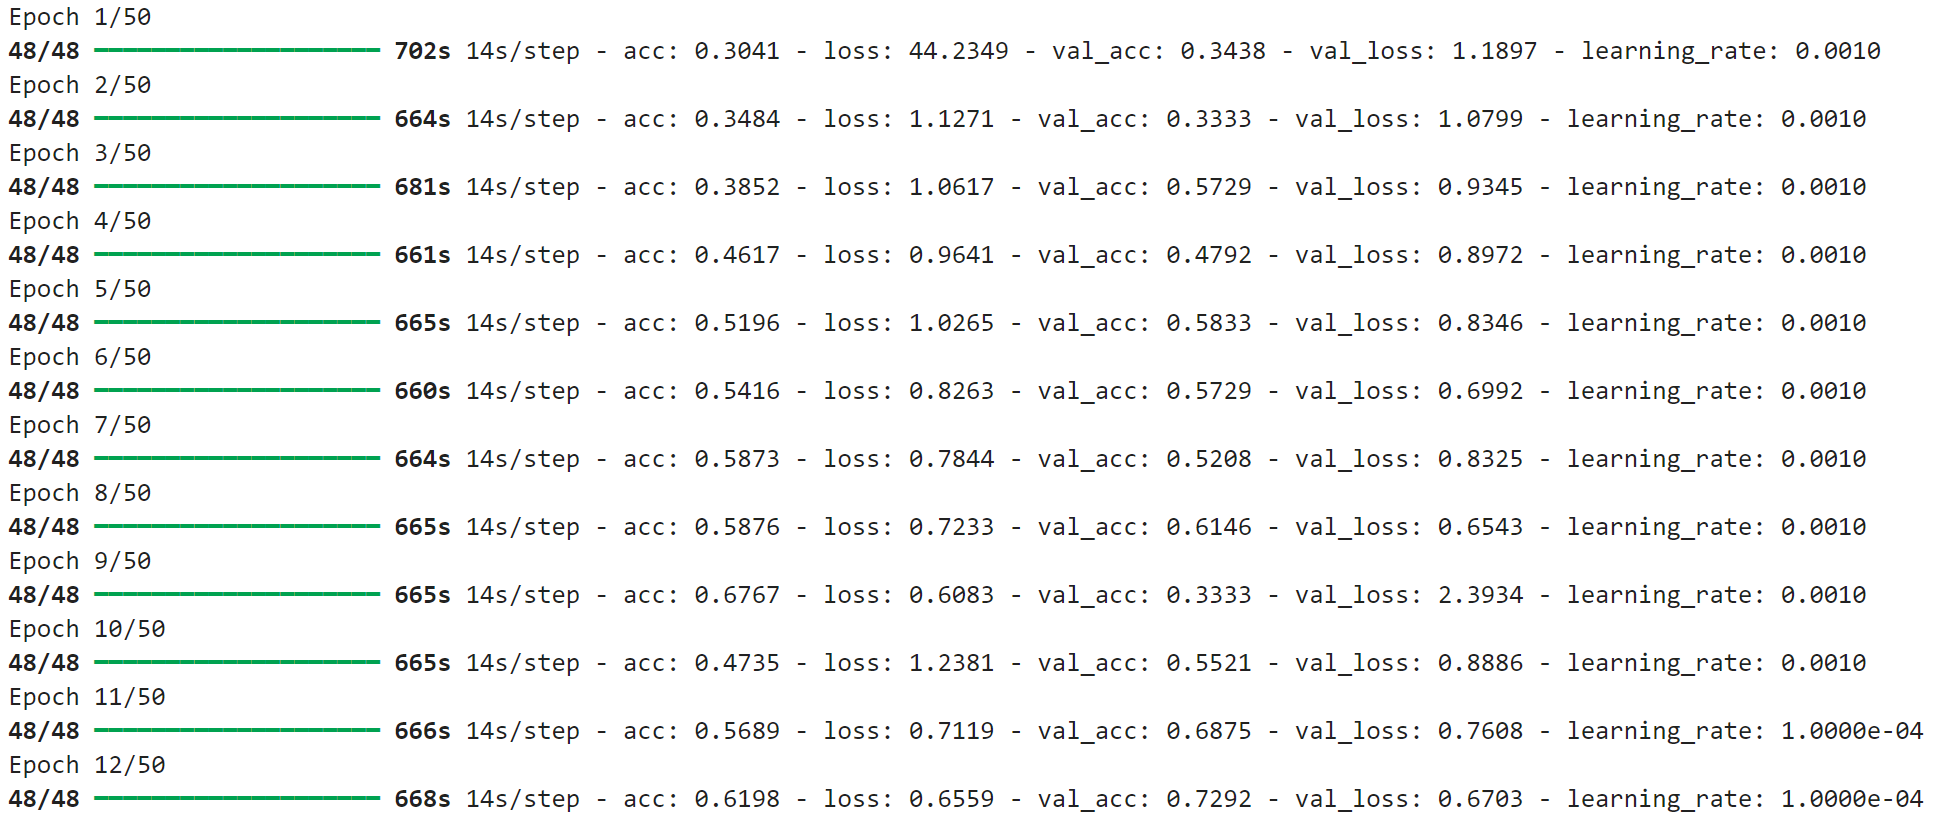 Epoch 1/50
48/48 ━━━━━━━━━━━━━━━━━━━━ 702s 14s/step - acc: 0.3041 - loss: 44.2349 - val_acc: 0.3438 - val_loss: 1.1897 - learning_rate: 0.0010
Epoch 2/50
48/48 ━━━━━━━━━━━━━━━━━━━━ 664s 14s/step - acc: 0.3484 - loss: 1.1271 - val_acc: 0.3333 - val_loss: 1.0799 - learning_rate: 0.0010
Epoch 3/50
48/48 ━━━━━━━━━━━━━━━━━━━━ 681s 14s/step - acc: 0.3852 - loss: 1.0617 - val_acc: 0.5729 - val_loss: 0.9345 - learning_rate: 0.0010
Epoch 4/50
48/48 ━━━━━━━━━━━━━━━━━━━━ 661s 14s/step - acc: 0.4617 - loss: 0.9641 - val_acc: 0.4792 - val_loss: 0.8972 - learning_rate: 0.0010
Epoch 5/50
48/48 ━━━━━━━━━━━━━━━━━━━━ 665s 14s/step - acc: 0.5196 - loss: 1.0265 - val_acc: 0.5833 - val_loss: 0.8346 - learning_rate: 0.0010
Epoch 6/50
48/48 ━━━━━━━━━━━━━━━━━━━━ 660s 14s/step - acc: 0.5416 - loss: 0.8263 - val_acc: 0.5729 - val_loss: 0.6992 - learning_rate: 0.0010
Epoch 7/50
48/48 ━━━━━━━━━━━━━━━━━━━━ 664s 14s/step - acc: 0.5873 - loss: 0.7844 - val_acc: 0.5208 - val_loss: 0.8325 - learning_rate: 0.0010
Epoch 8/50
48/48 ━━━━━━━━━━━━━━━━━━━━ 665s 14s/step - acc: 0.5876 - loss: 0.7233 - val_acc: 0.6146 - val_loss: 0.6543 - learning_rate: 0.0010
Epoch 9/50
48/48 ━━━━━━━━━━━━━━━━━━━━ 665s 14s/step - acc: 0.6767 - loss: 0.6083 - val_acc: 0.3333 - val_loss: 2.3934 - learning_rate: 0.0010
Epoch 10/50
48/48 ━━━━━━━━━━━━━━━━━━━━ 665s 14s/step - acc: 0.4735 - loss: 1.2381 - val_acc: 0.5521 - val_loss: 0.8886 - learning_rate: 0.0010
Epoch 11/50
48/48 ━━━━━━━━━━━━━━━━━━━━ 666s 14s/step - acc: 0.5689 - loss: 0.7119 - val_acc: 0.6875 - val_loss: 0.7608 - learning_rate: 1.0000e-04
Epoch 12/50
48/48 ━━━━━━━━━━━━━━━━━━━━ 668s 14s/step - acc: 0.6198 - loss: 0.6559 - val_acc: 0.7292 - val_loss: 0.6703 - learning_rate: 1.0000e-04